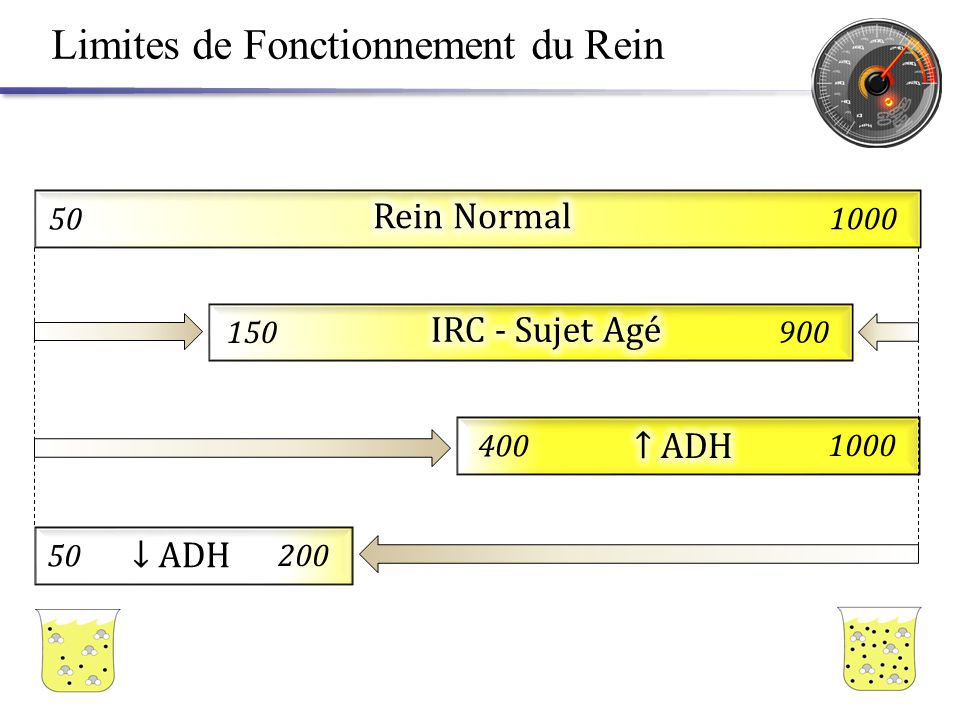 Limites de Fonctionnement du Rein
50 Rein Normal 1000
150 IRC - Sujet Agé 900
400 ↑ ADH 1000
50 ↓ ADH 200